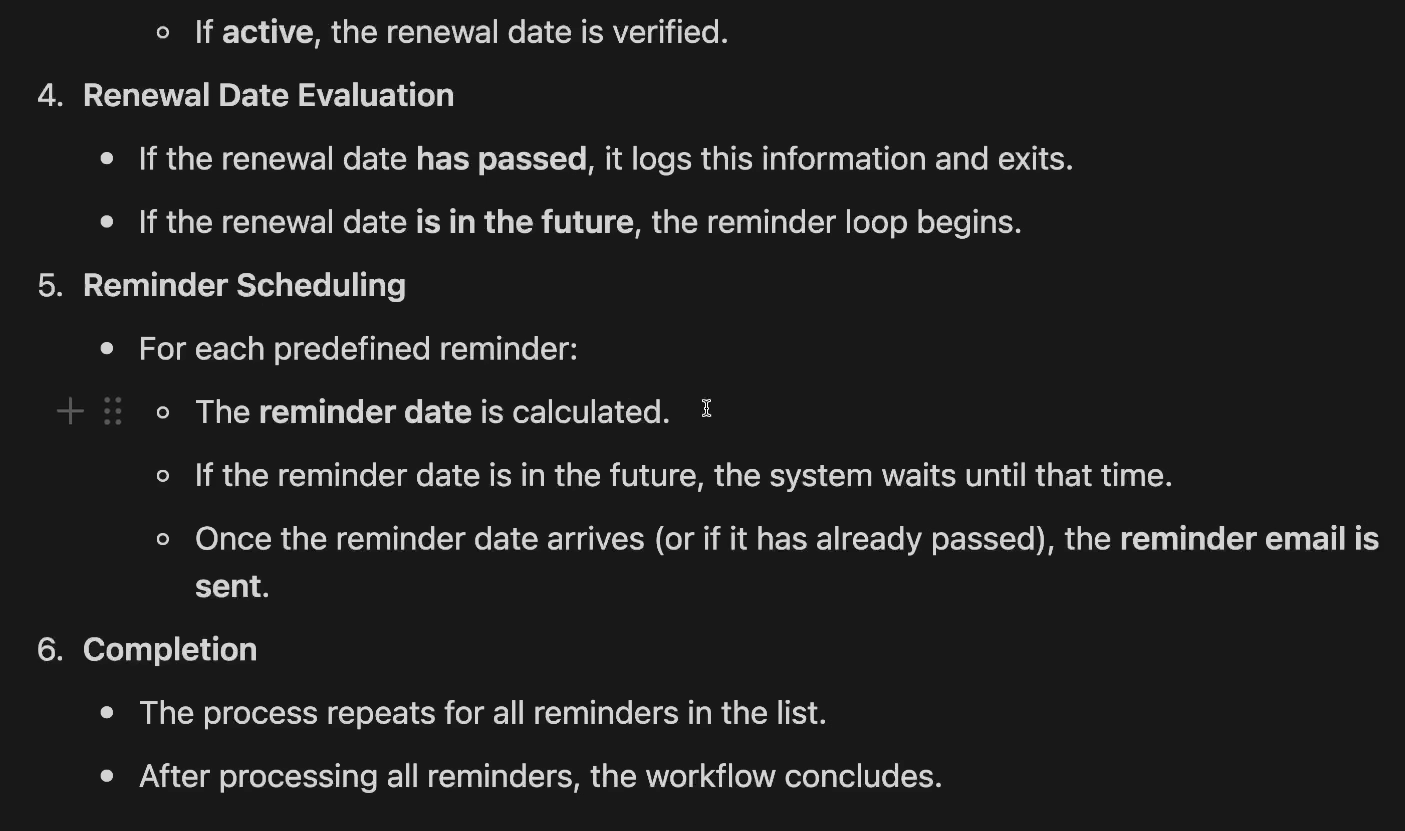 If active, the renewal date is verified.
4. Renewal Date Evaluation
If the renewal date has passed, it logs this information and exits.
If the renewal date is in the future, the reminder loop begins.
5. Reminder Scheduling
For each predefined reminder:
The reminder date is calculated.
If the reminder date is in the future, the system waits until that time.
Once the reminder date arrives (or if it has already passed), the reminder email is
sent.
6. Completion
The process repeats for all reminders in the list.
After processing all reminders, the workflow concludes.